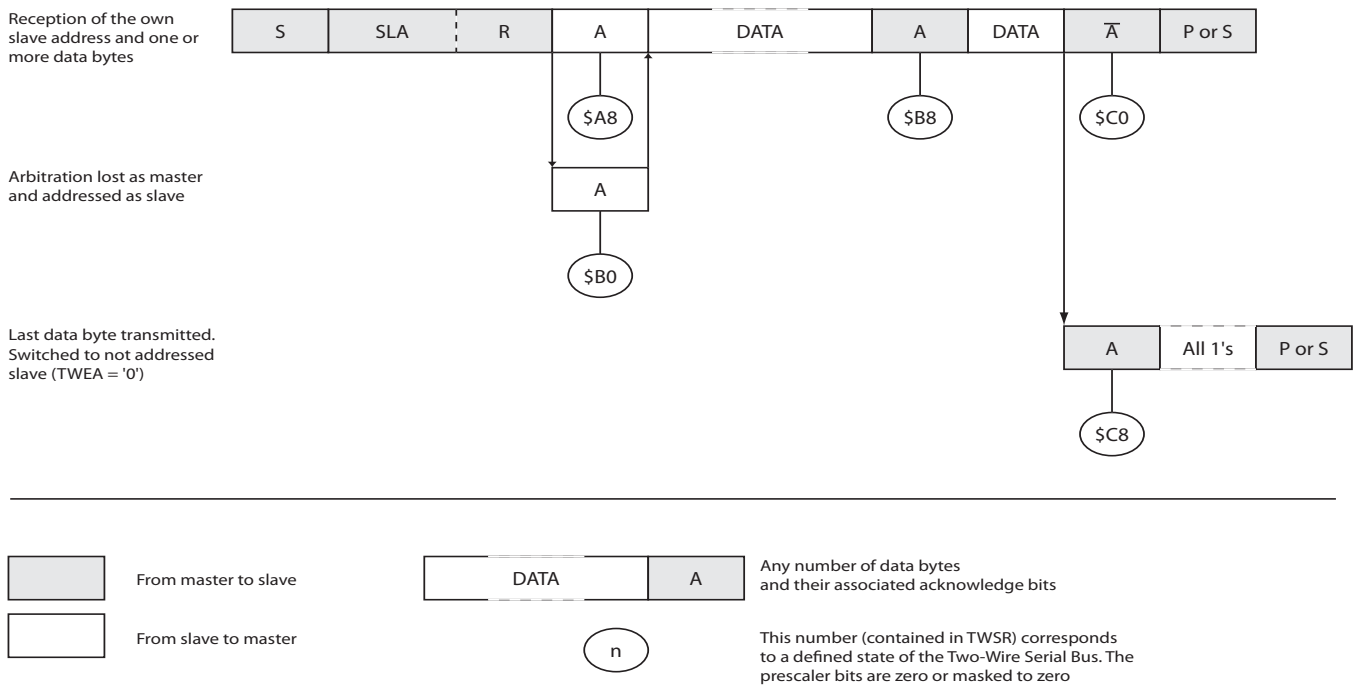 Reception of the own
slave address and one or
more data bytes
S SLA R A DATA A DATA A̅ P or S
$A8 $B8 $C0
Arbitration lost as master
and addressed as slave
A
$B0
Last data byte transmitted.
Switched to not addressed
slave (TWEA = '0')
A All 1's P or S
$C8
From master to slave
From slave to master
DATA A
Any number of data bytes
and their associated acknowledge bits
n
This number (contained in TWSR) corresponds
to a defined state of the Two-Wire Serial Bus. The
prescaler bits are zero or masked to zero